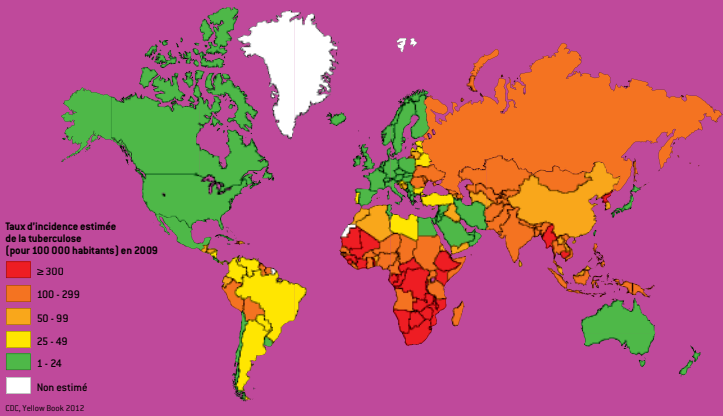 Taux d'incidence estimée
de la tuberculose
(pour 100 000 habitants) en 2009
≥ 300
100 - 299
50 - 99
25 - 49
1 - 24
Non estimé
CDC, Yellow Book 2012